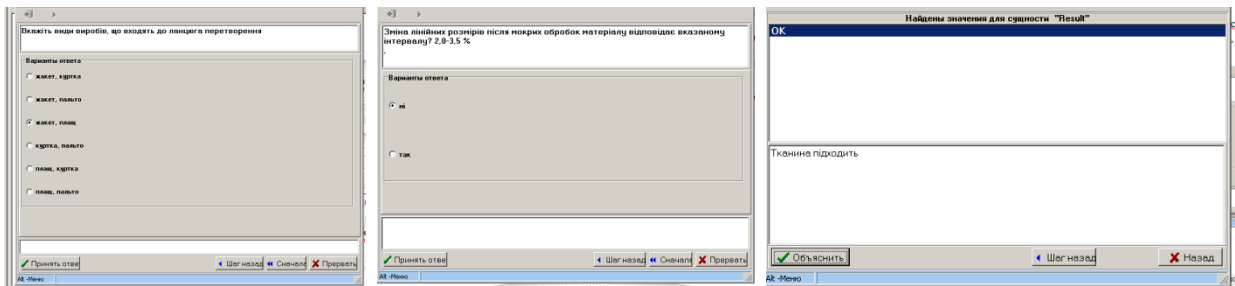 Вкажіть види виробів, що входять до ланцюга перетворення
Варианты ответа
жакет, куртка
жакет, пальто
жакет, плащ
куртка, пальто
плащ, куртка
плащ, пальто
Принять отве
Шаг назад
Сначала
Прервать
Alt -Меню
Зміна лінійних розмірів після мокрих обробок матеріалу відповідає вказаному
інтервалу? 2,0-3,5 %
.
Варианты ответа
ні
так
Принять отве
Шаг назад
Сначала
Прервать
Alt -Меню
Найдены значения для сущности "Result"
OK
Тканина підходить
Объяснить
Шаг назад
Назад
Alt -Меню